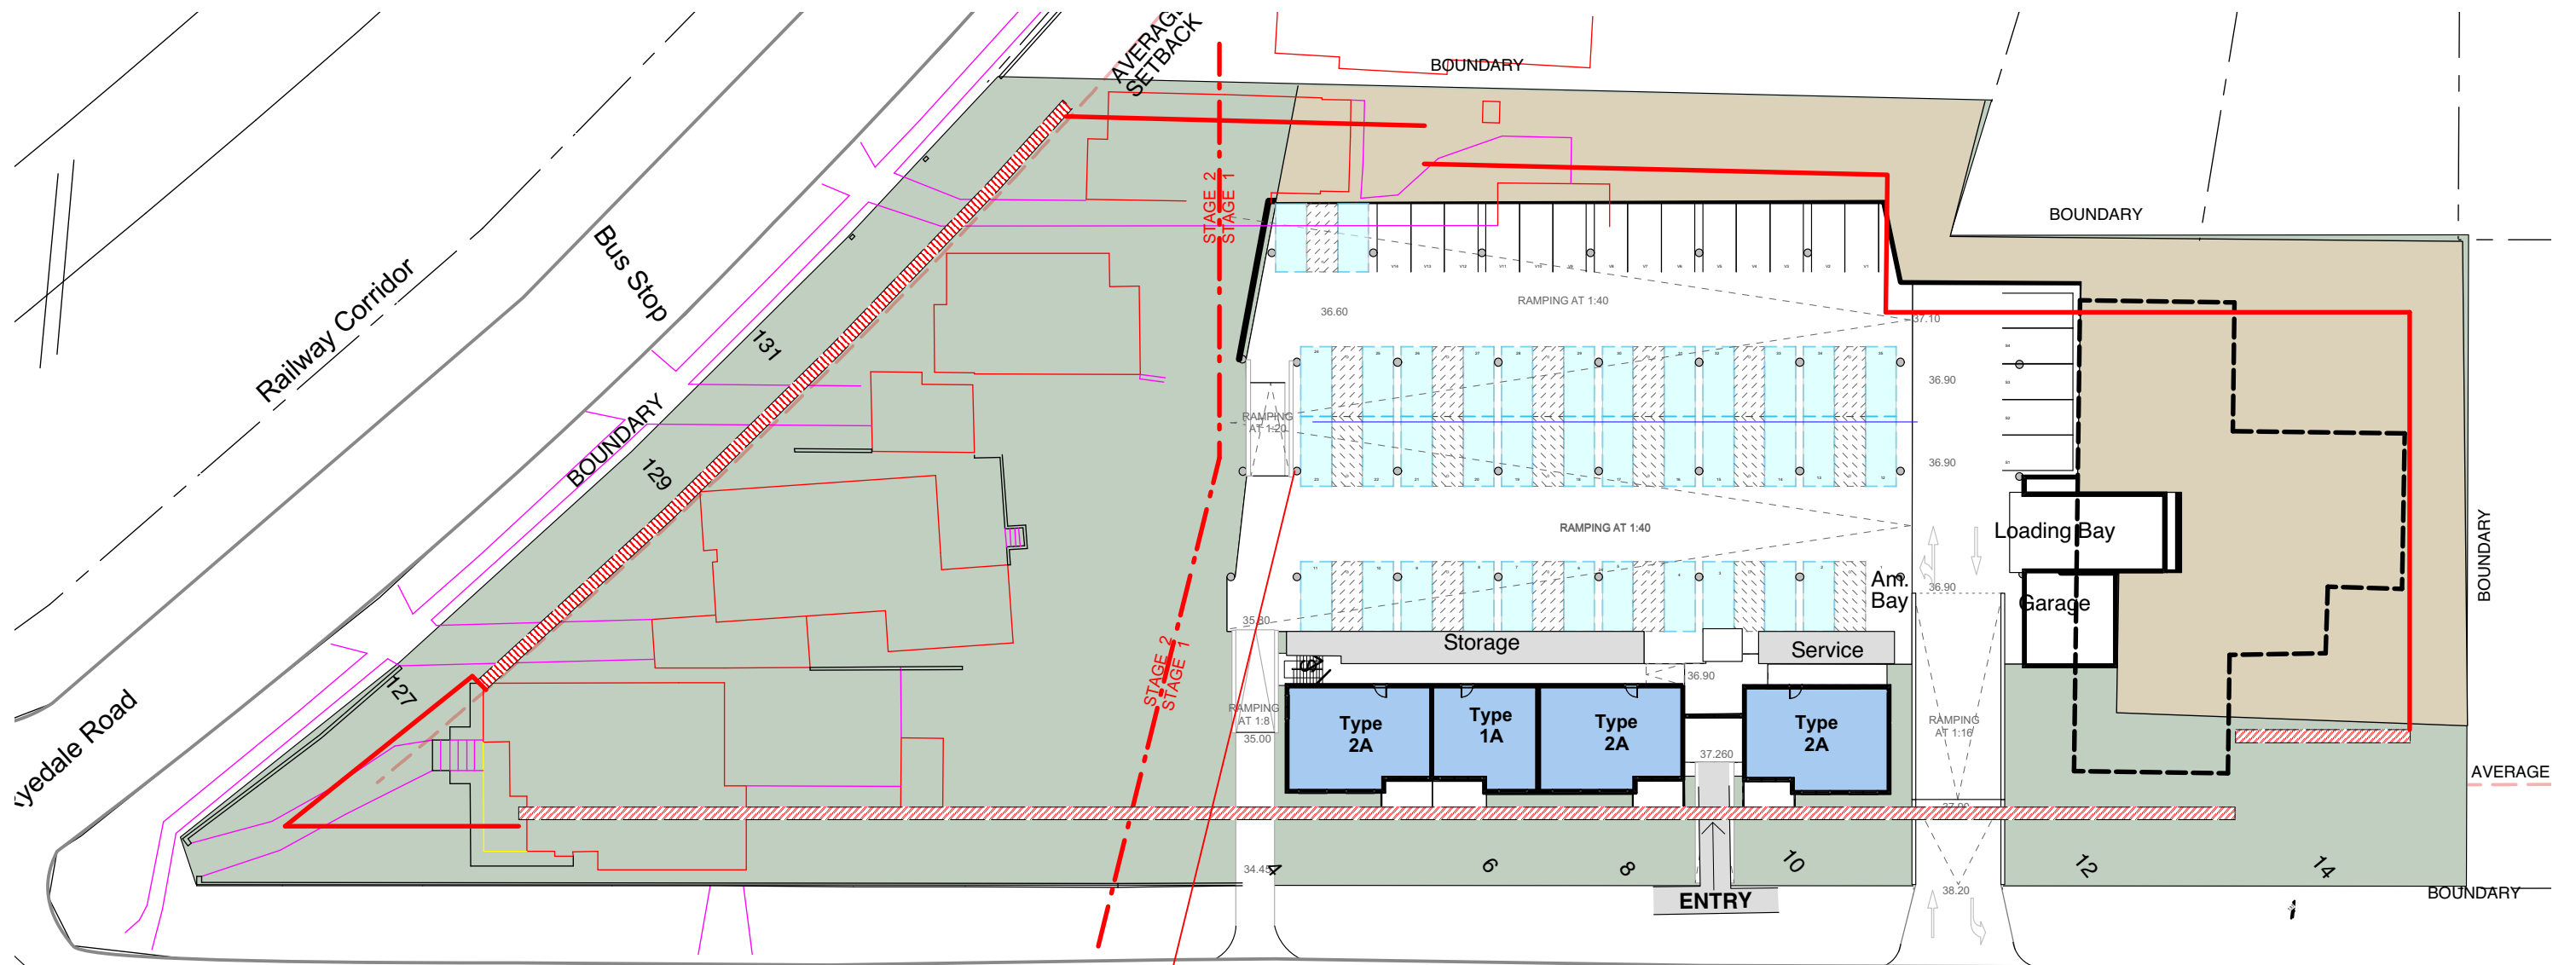 AVERAGE
SETBACK
BOUNDARY
STAGE 2
STAGE 1
BOUNDARY
Bus Stop
Railway Corridor
RAMPING AT 1:40
36.60
37.10
131
36.90
RAMPING
AT 1:20
BOUNDARY
129
36.90
RAMPING AT 1:40
Loading Bay
BOUNDARY
Am.
Bay
36.90
Garage
35.80
Storage
Service
STAGE 2
STAGE 1
36.90
127
RAMPING
AT 1:8
35.00
Type
2A
Type
1A
Type
2A
Type
2A
RAMPING
AT 1:16
37.260
yedale Road
AVERAGE
37.90
34.45
4
6
8
10
12
14
ENTRY
38.20
BOUNDARY